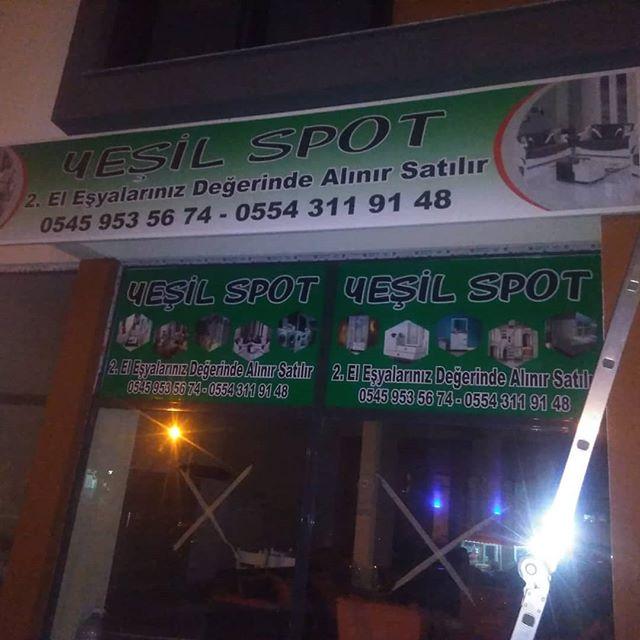 YEŞİL SPOT
2. El Eşyalarınız Değerinde Alınır Satılır
0545 953 56 74 - 0554 311 91 48
YEŞİL SPOT
2. El Eşyalarınız Değerinde Alınır Satılır
0545 953 56 74 - 0554 311 91 48
YEŞİL SPOT
2. El Eşyalarınız Değerinde Alınır Satılı
0545 953 56 74 - 0554 311 91 48